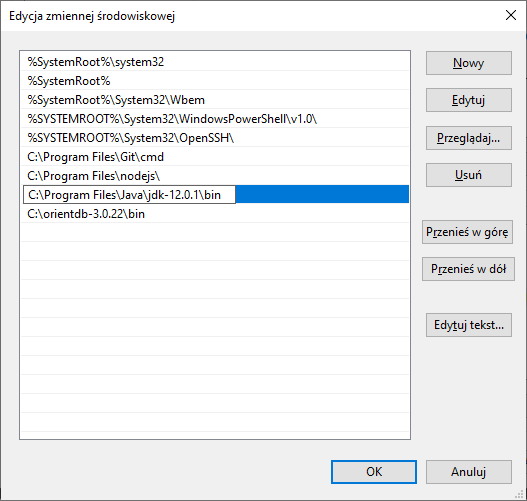 Edycja zmiennej środowiskowej
%SystemRoot%\system32
%SystemRoot%
%SystemRoot%\System32\Wbem
%SYSTEMROOT%\System32\WindowsPowerShell\v1.0\
%SYSTEMROOT%\System32\OpenSSH\
C:\Program Files\Git\cmd
C:\Program Files\nodejs\
C:\Program Files\Java\jdk-12.0.1\bin
C:\orientdb-3.0.22\bin
Nowy
Edytuj
Przeglądaj...
Usuń
Przenieś w górę
Przenieś w dół
Edytuj tekst...
OK
Anuluj